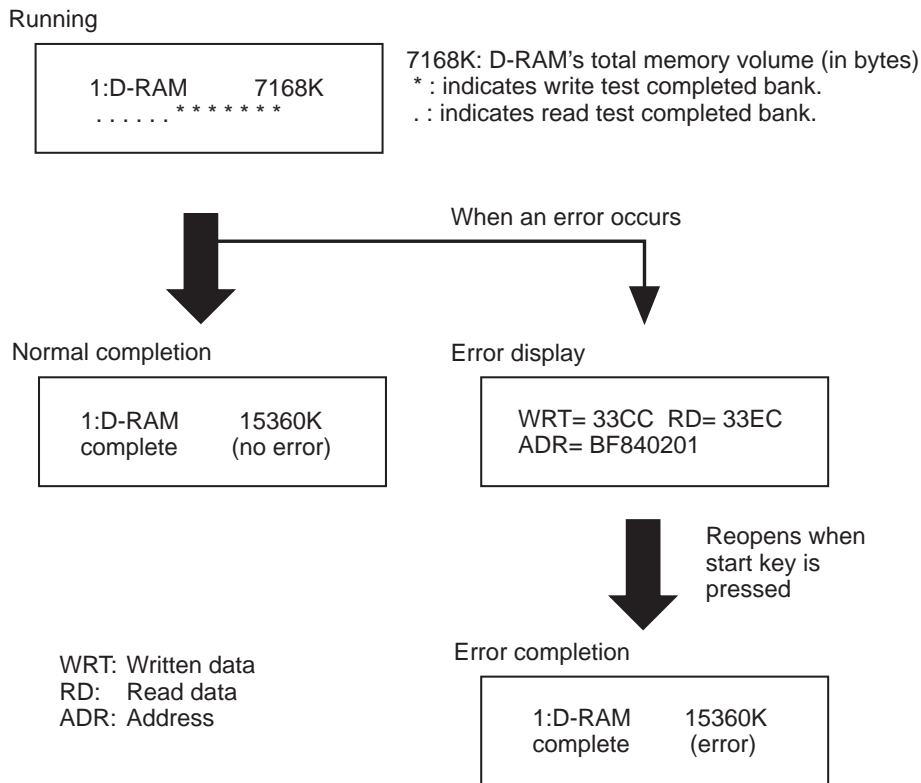 Running
1:D-RAM 7168K
. . . . . . * * * * * * *
7168K: D-RAM's total memory volume (in bytes)
* : indicates write test completed bank.
. : indicates read test completed bank.
When an error occurs
Normal completion
1:D-RAM 15360K
complete (no error)
Error display
WRT= 33CC RD= 33EC
ADR= BF840201
Reopens when
start key is
pressed
WRT: Written data
RD: Read data
ADR: Address
Error completion
1:D-RAM 15360K
complete (error)